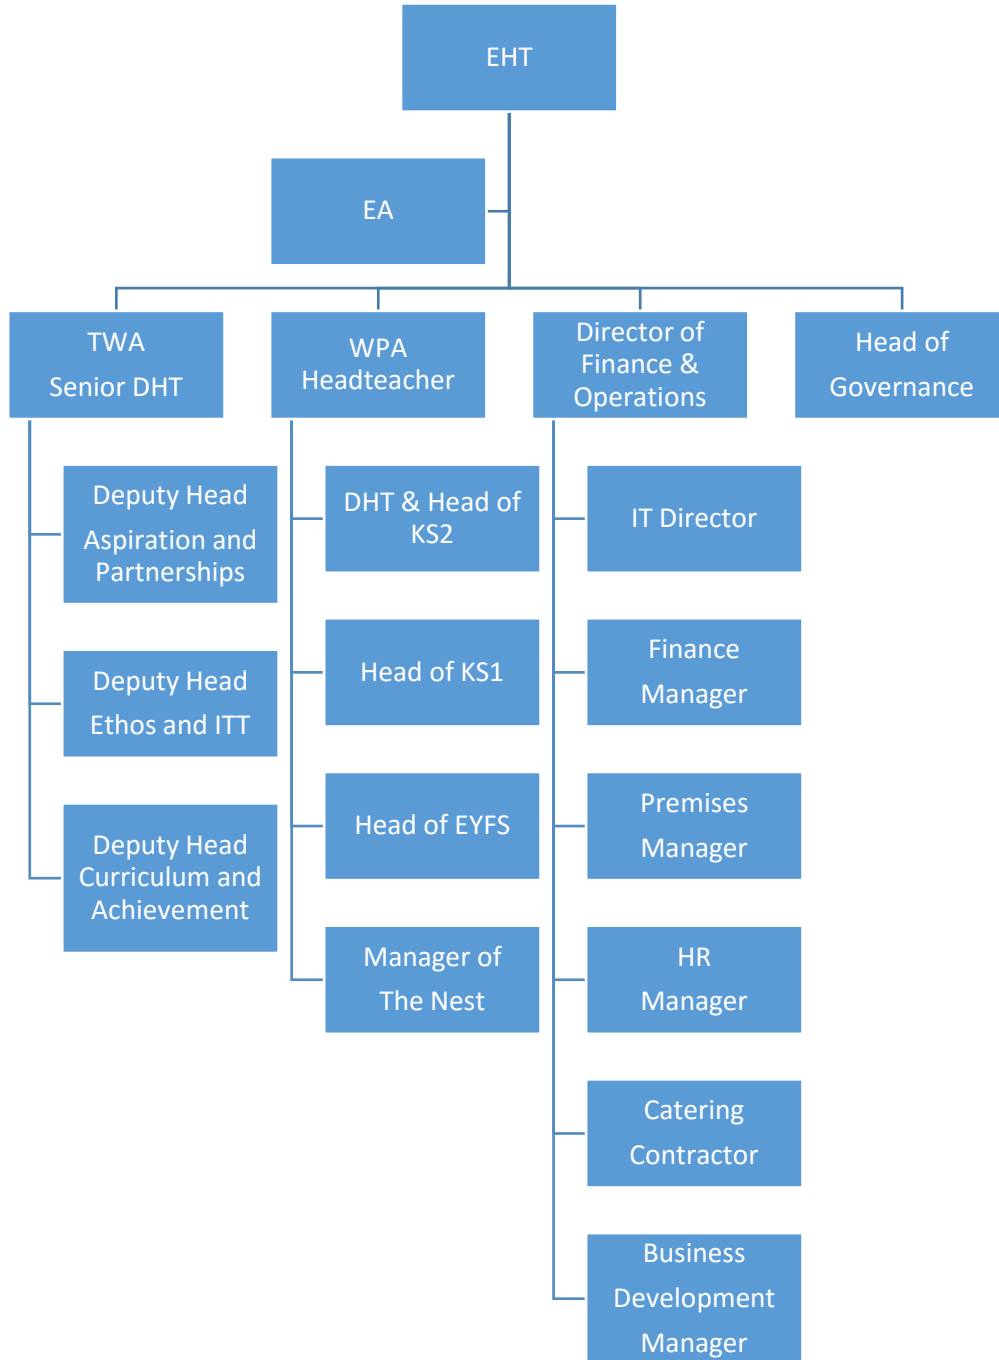 EHT
EA
TWA
Senior DHT
WPA
Headteacher
Director of
Finance &
Operations
Head of
Governance
Deputy Head
Aspiration and
Partnerships
Deputy Head
Ethos and ITT
Deputy Head
Curriculum and
Achievement
DHT & Head of
KS2
Head of KS1
Head of EYFS
Manager of
The Nest
IT Director
Finance
Manager
Premises
Manager
HR
Manager
Catering
Contractor
Business
Development
Manager